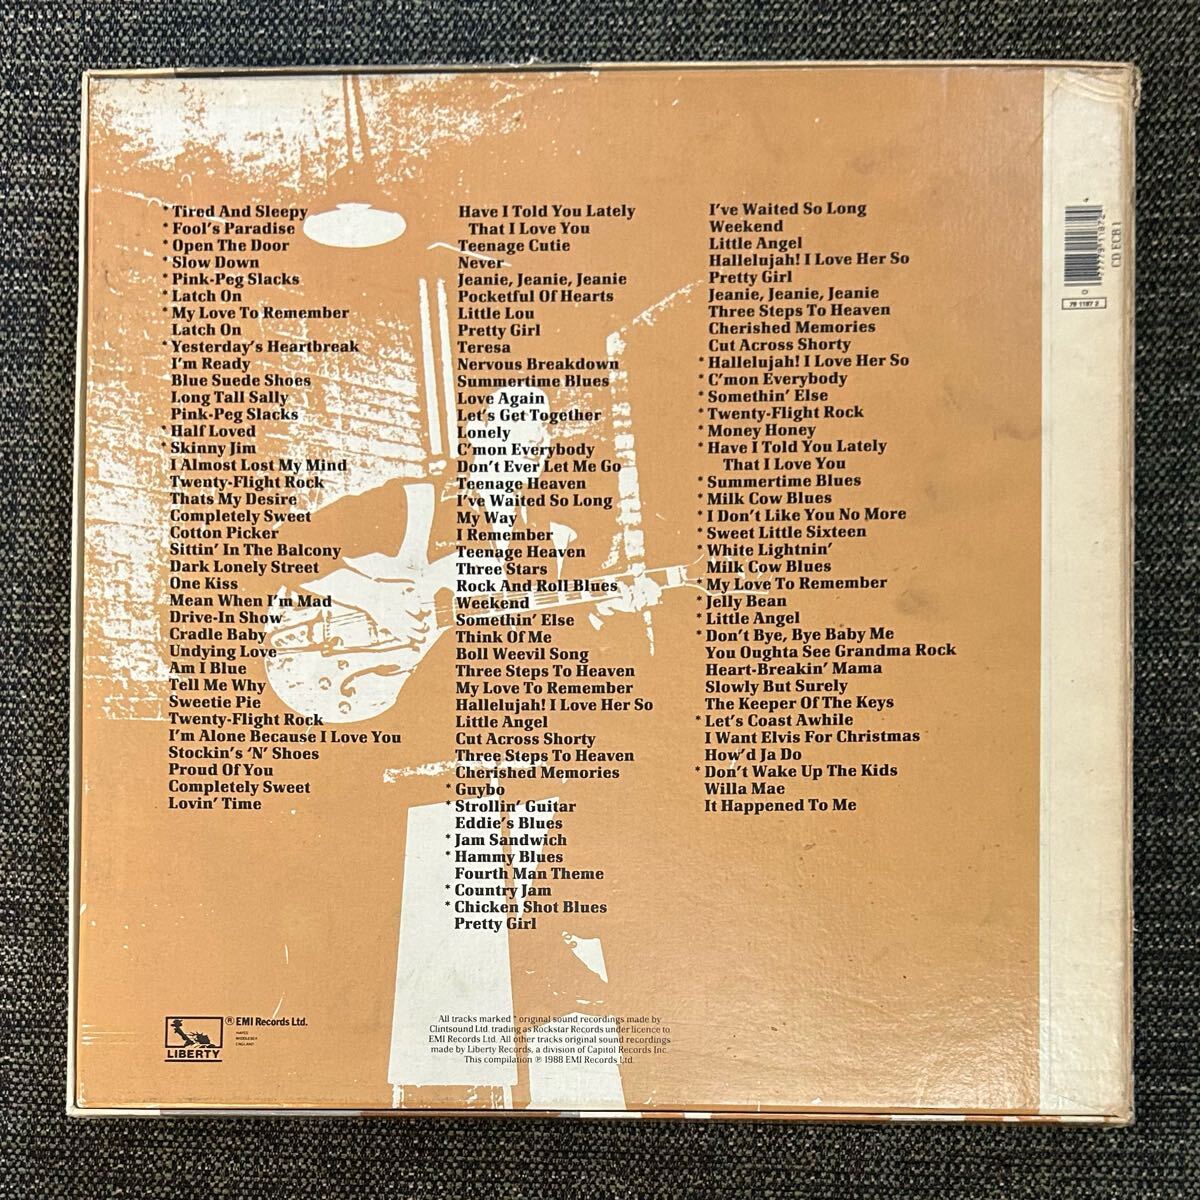 * Tired And Sleepy
* Fool's Paradise
* Open The Door
* Slow Down
* Pink-Peg Slacks
* Latch On
* My Love To Remember
Latch On
* Yesterday's Heartbreak
I'm Ready
Blue Suede Shoes
Long Tall Sally
Pink-Peg Slacks
* Half Loved
* Skinny Jim
I Almost Lost My Mind
Twenty-Flight Rock
Thats My Desire
Completely Sweet
Cotton Picker
Sittin' In The Balcony
Dark Lonely Street
One Kiss
Mean When I'm Mad
Drive-In Show
Cradle Baby
Undying Love
Am I Blue
Tell Me Why
Sweetie Pie
Twenty-Flight Rock
I'm Alone Because I Love You
Stockin's 'N' Shoes
Proud Of You
Completely Sweet
Lovin' Time
Have I Told You Lately
That I Love You
Teenage Cutie
Never
Jeanie, Jeanie, Jeanie
Pocketful Of Hearts
Little Lou
Pretty Girl
Teresa
Nervous Breakdown
Summertime Blues
Love Again
Let's Get Together
Lonely
C'mon Everybody
Don't Ever Let Me Go
Teenage Heaven
I've Waited So Long
My Way
I Remember
Teenage Heaven
Three Stars
Rock And Roll Blues
Weekend
Somethin' Else
Think Of Me
Boll Weevil Song
Three Steps To Heaven
My Love To Remember
Hallelujah! I Love Her So
Little Angel
Cut Across Shorty
Three Steps To Heaven
Cherished Memories
* Guybo
* Strollin' Guitar
Eddie's Blues
* Jam Sandwich
* Hammy Blues
Fourth Man Theme
* Country Jam
* Chicken Shot Blues
Pretty Girl
I've Waited So Long
Weekend
Little Angel
Hallelujah! I Love Her So
Pretty Girl
Jeanie, Jeanie, Jeanie
Three Steps To Heaven
Cherished Memories
Cut Across Shorty
* Hallelujah! I Love Her So
* C'mon Everybody
* Somethin' Else
* Twenty-Flight Rock
* Money Honey
* Have I Told You Lately
That I Love You
* Summertime Blues
* Milk Cow Blues
* I Don't Like You No More
* Sweet Little Sixteen
* White Lightnin'
Milk Cow Blues
* My Love To Remember
* Jelly Bean
* Little Angel
* Don't Bye, Bye Baby Me
You Oughta See Grandma Rock
Heart-Breakin' Mama
Slowly But Surely
The Keeper Of The Keys
* Let's Coast Awhile
I Want Elvis For Christmas
How'd Ja Do
* Don't Wake Up The Kids
Willa Mae
It Happened To Me
0 77779 11872 4
79 1187 2
CD ECB 1
LIBERTY
® EMI Records Ltd.
HAYES
MIDDLESEX
ENGLAND
All tracks marked * original sound recordings made by
Clintsound Ltd. trading as Rockstar Records under licence to
EMI Records Ltd. All other tracks original sound recordings
made by Liberty Records, a division of Capitol Records Inc.
This compilation ℗ 1988 EMI Records Ltd.